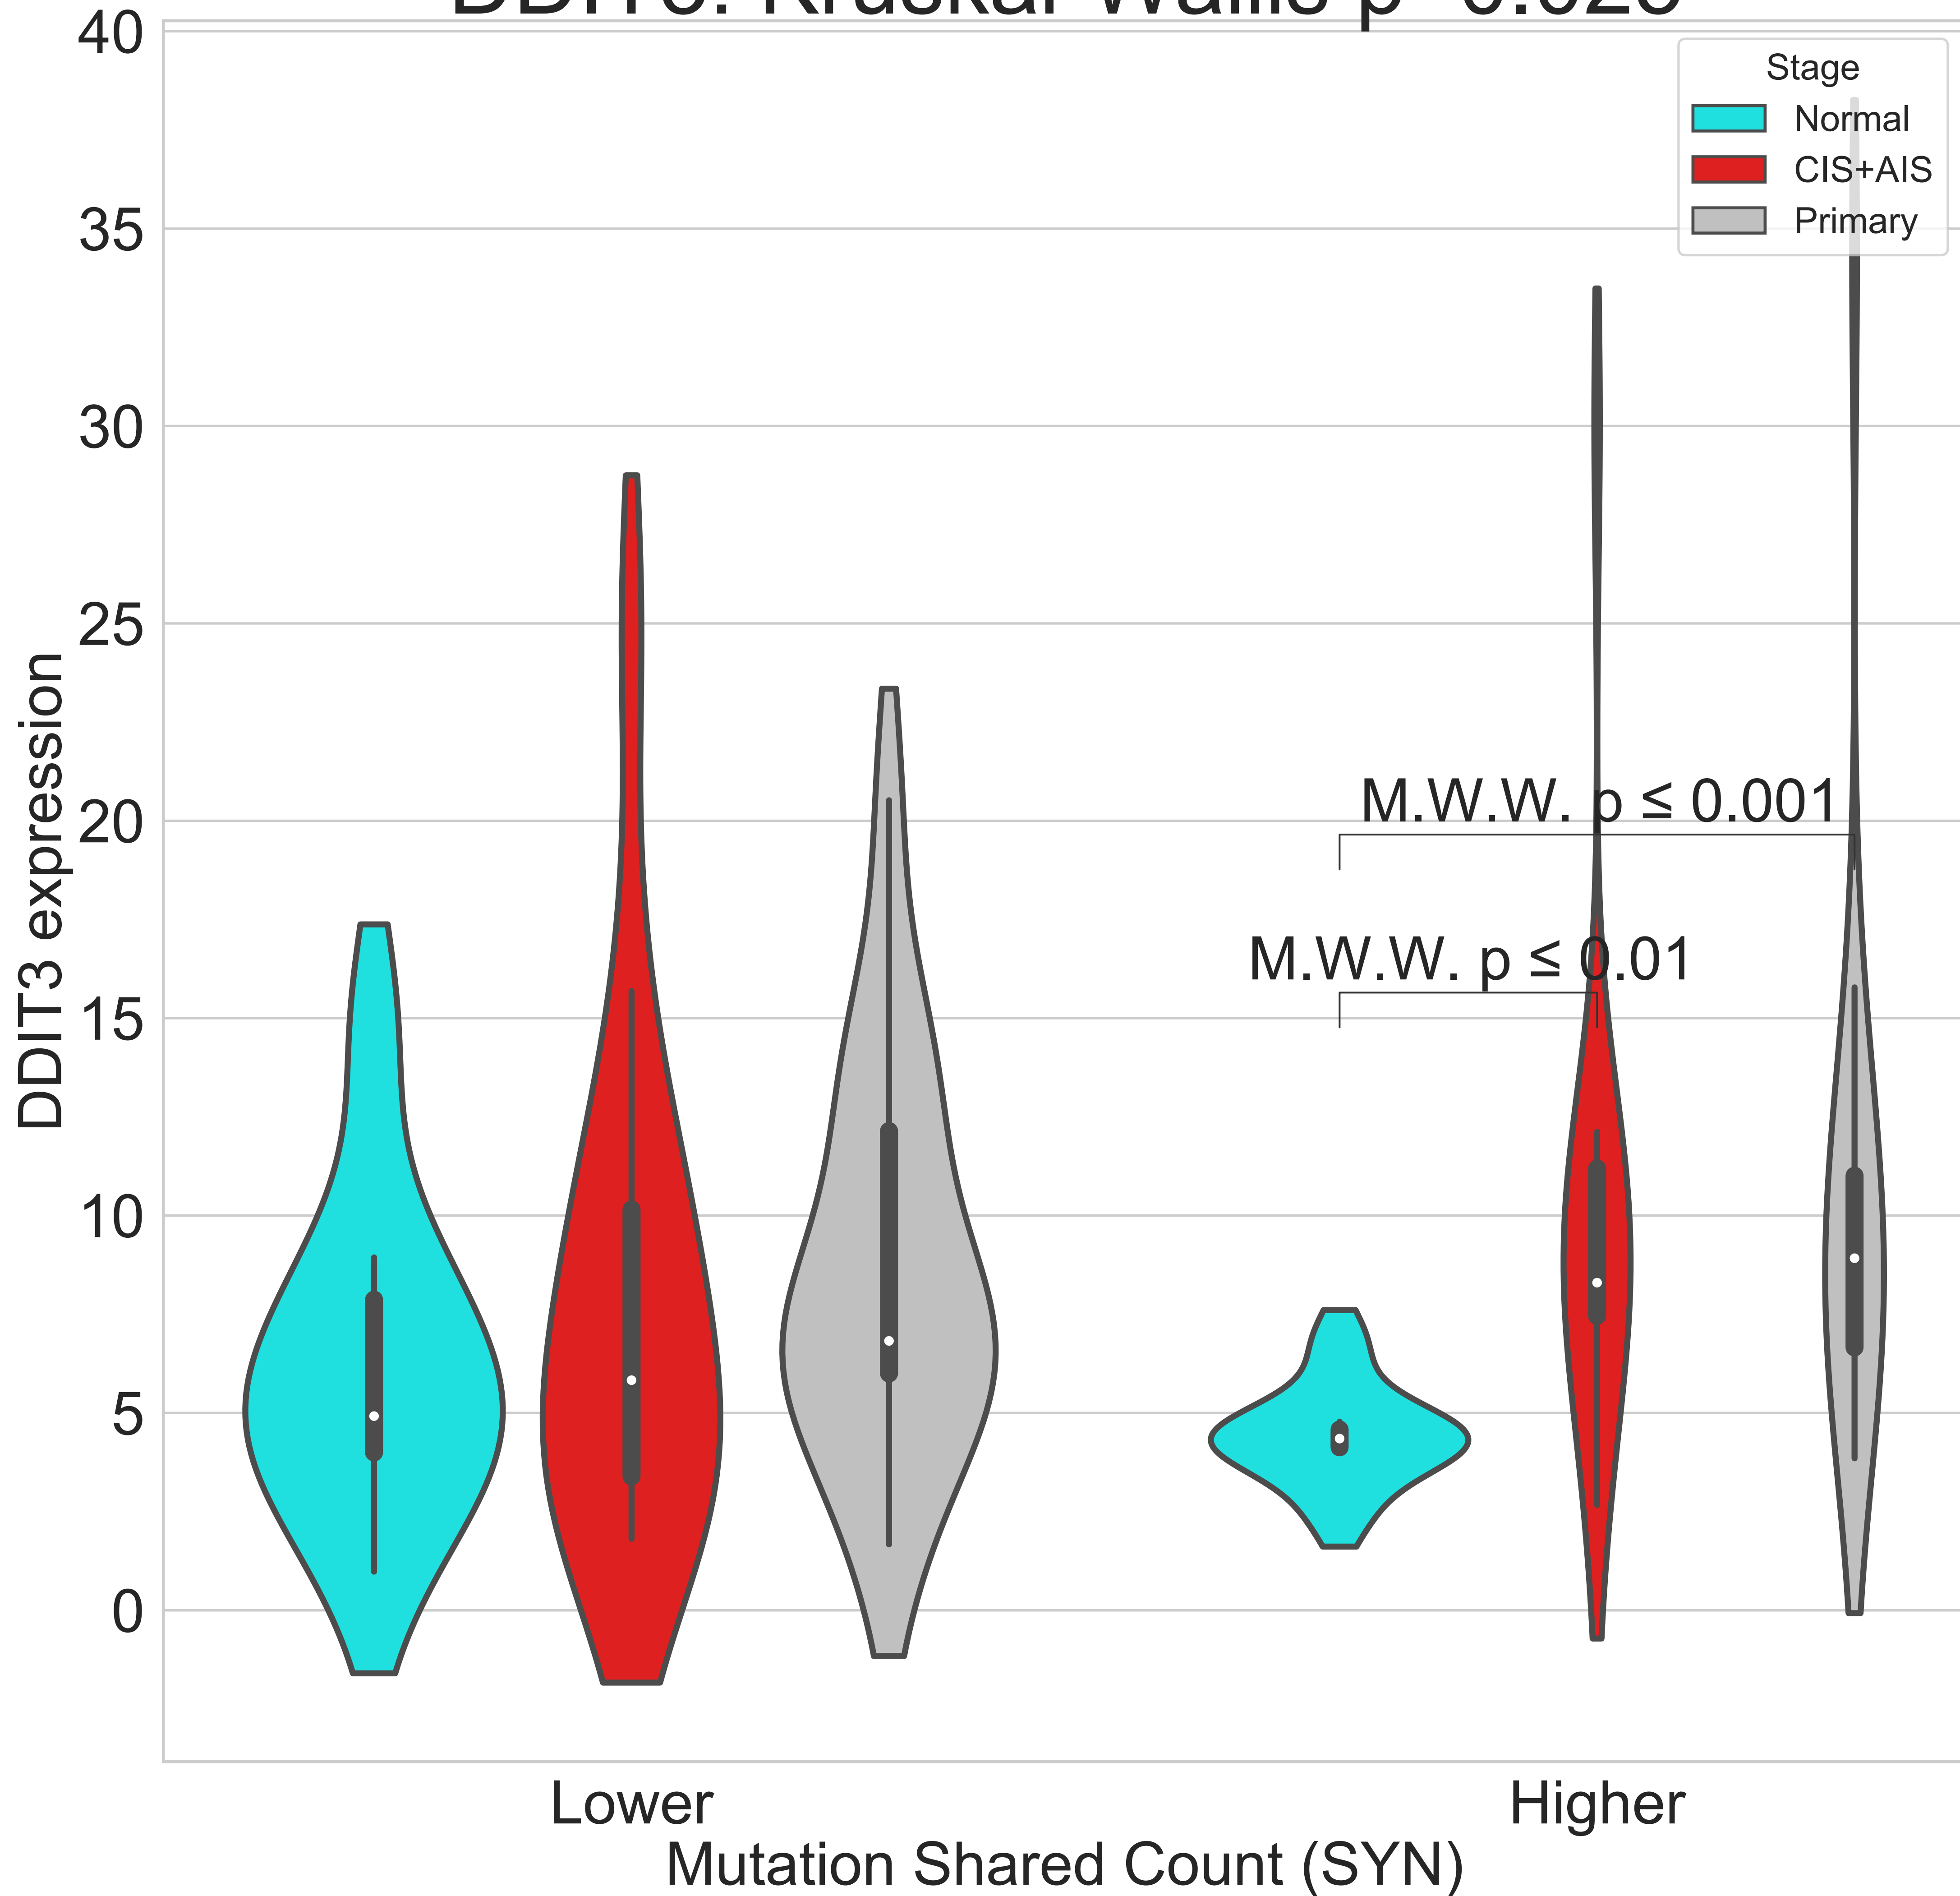 40
35
30
25
20
15
10
5
0
DDIT3 expression
Stage
Normal
CIS+AIS
Primary
M.W.W. p ≤ 0.001
M.W.W. p ≤ 0.01
Lower
Higher
Mutation Shared Count (SYN)